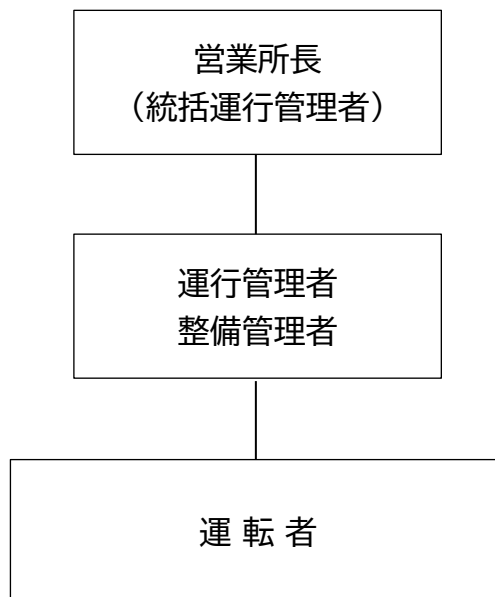 営業所長
（統括運行管理者）
運行管理者
整備管理者
運 転 者